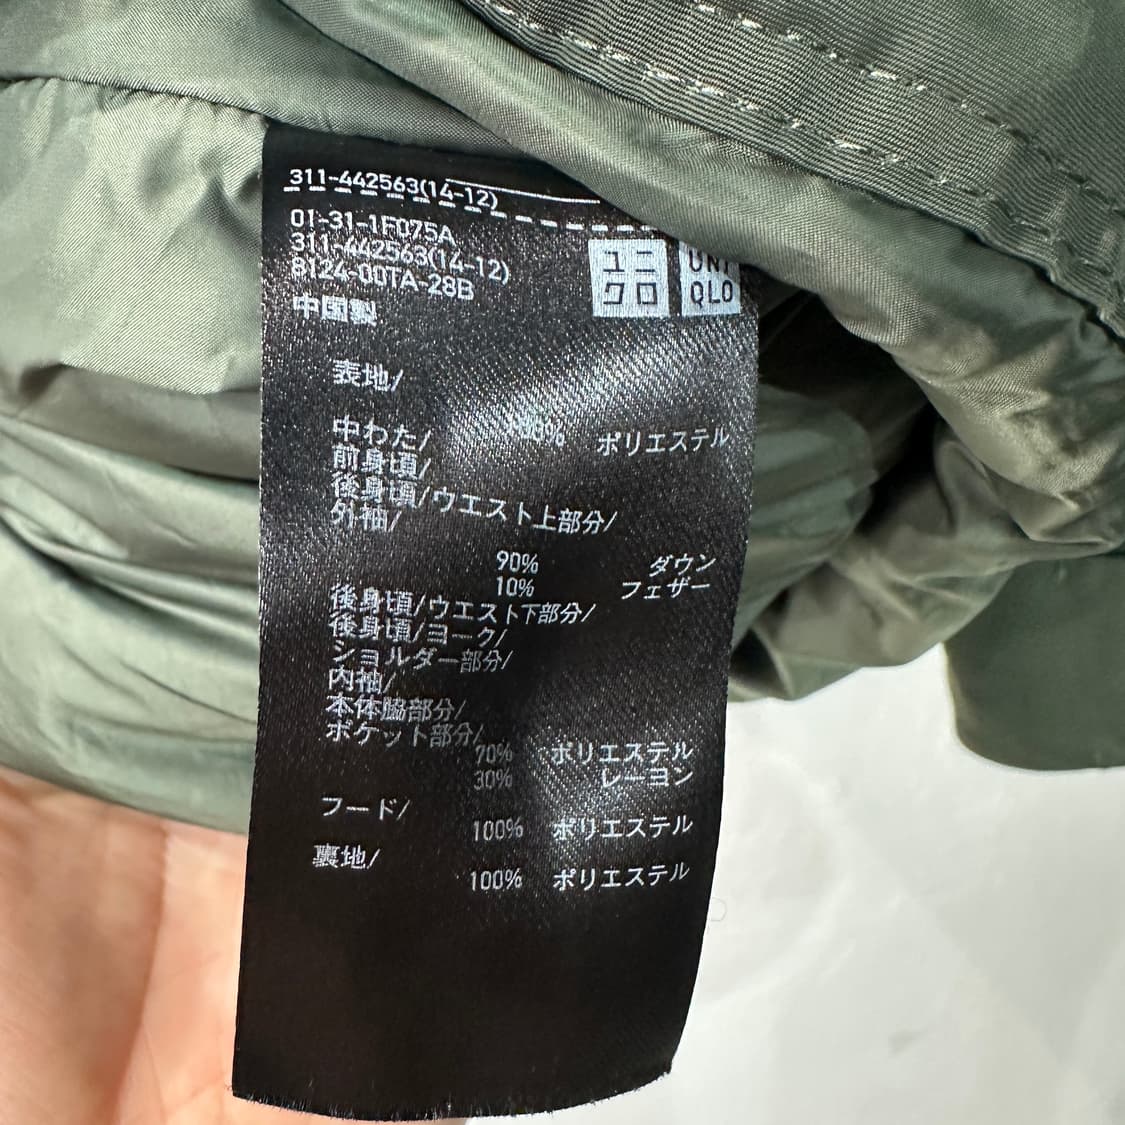 311-442563(14-12)
01-31-1F075A
311-442563(14-12)
8124-00TA-28B
ユニ
クロ
UNI
QLO
中国製
表地/
ポリエステル
中わた/
前身頃/
後身頃/ウエスト上部分/
外袖/
90% ダウン
10% フェザー
後身頃/ウエスト下部分/
後身頃/ヨーク/
ショルダー部分/
内袖/
本体脇部分/
ポケット部分/
70% ポリエステル
30% レーヨン
フード/
100% ポリエステル
裏地/
100% ポリエステル